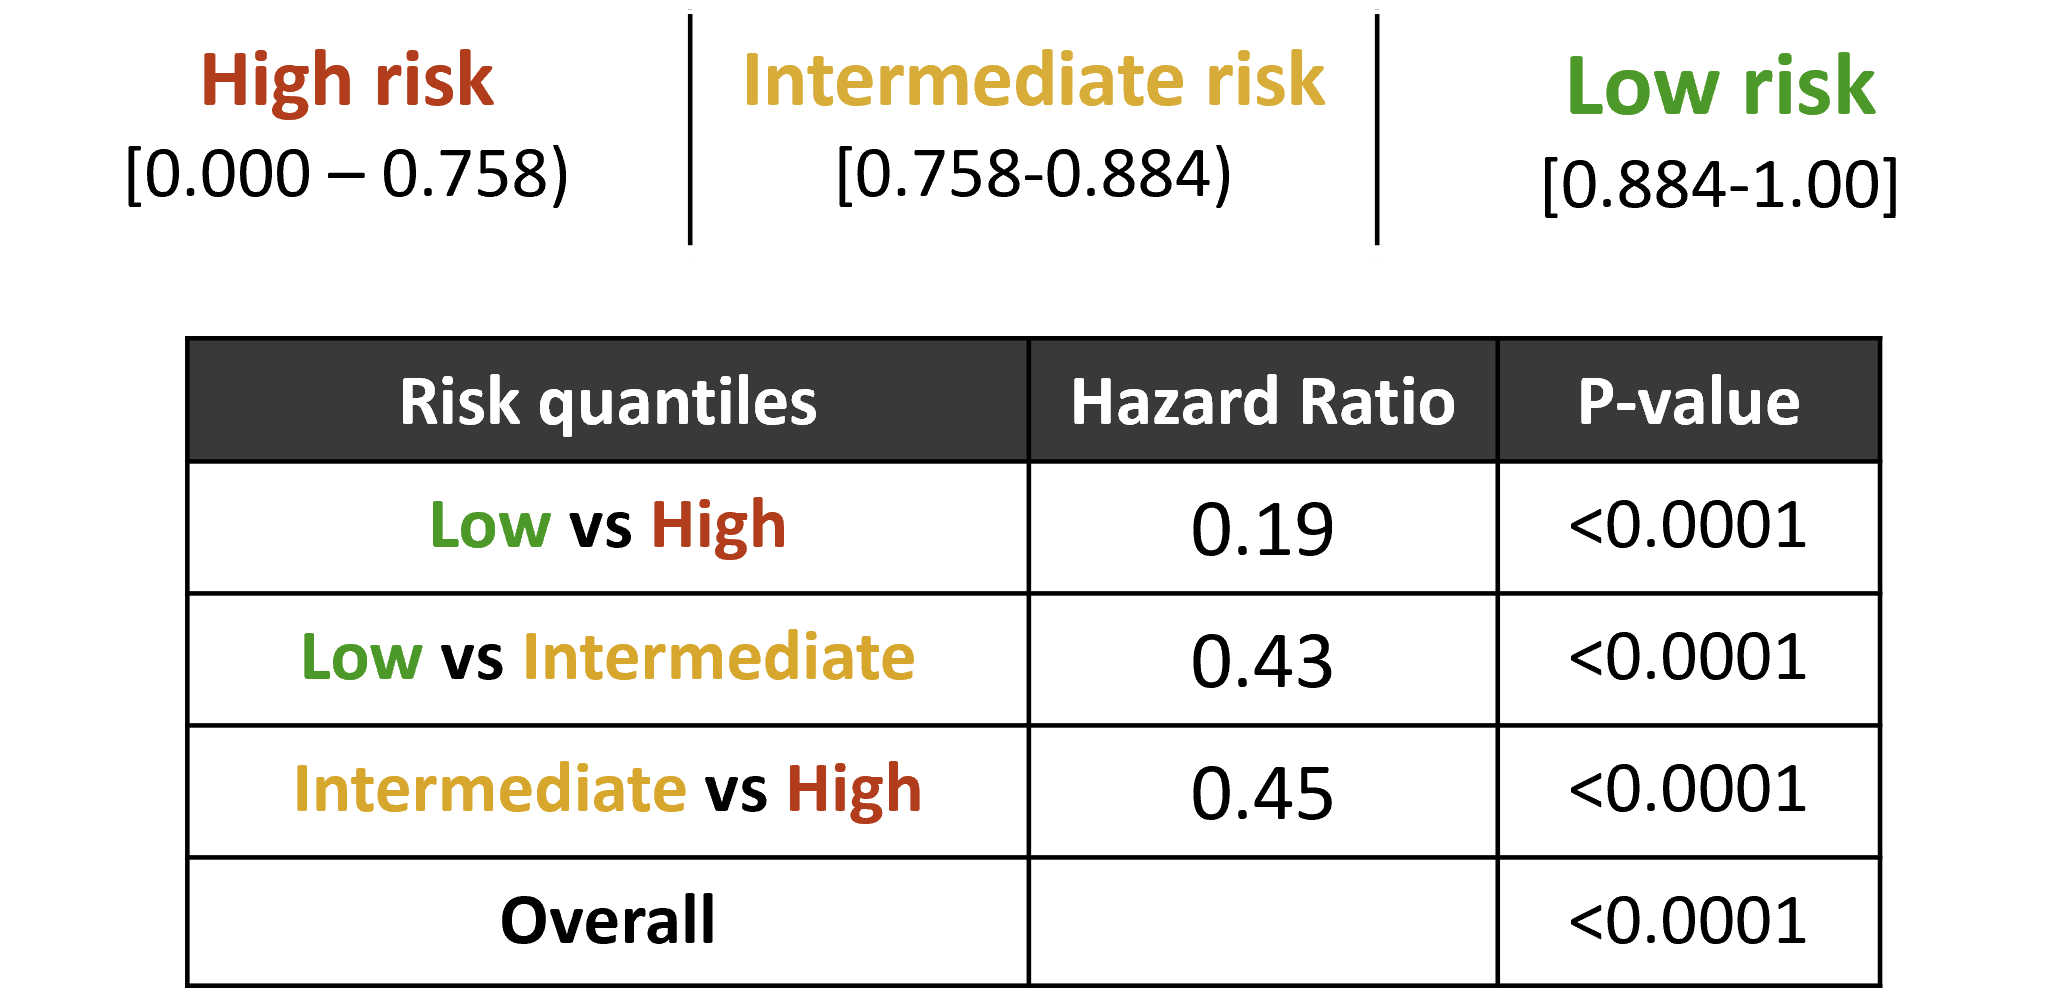 High risk
[0.000 – 0.758)
Intermediate risk
[0.758-0.884)
Low risk
[0.884-1.00]
Risk quantiles Hazard Ratio P-value
Low vs High 0.19 <0.0001
Low vs Intermediate 0.43 <0.0001
Intermediate vs High 0.45 <0.0001
Overall <0.0001